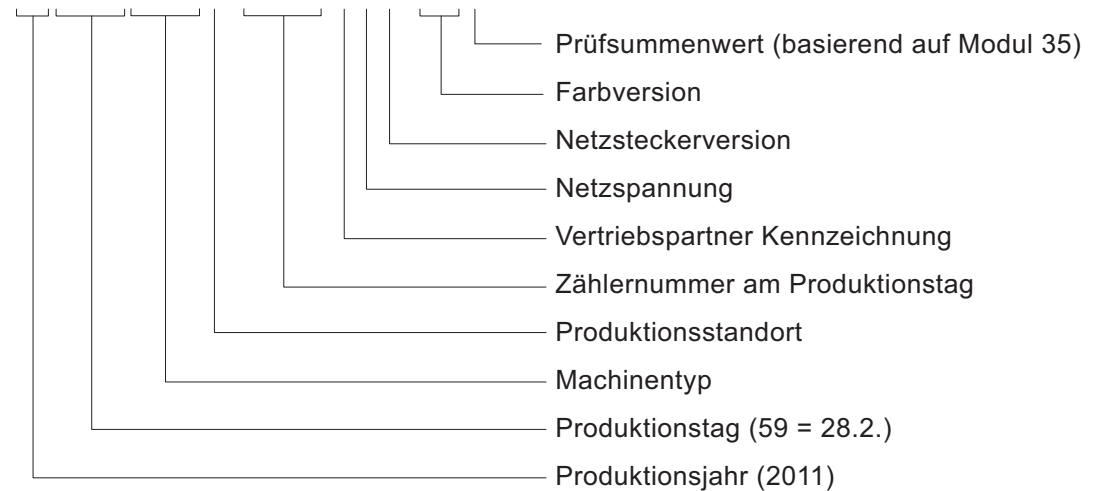 Prüfsummenwert (basierend auf Modul 35)
Farbversion
Netzsteckerversion
Netzspannung
Vertriebspartner Kennzeichnung
Zählernummer am Produktionstag
Produktionsstandort
Machinentyp
Produktionstag (59 = 28.2.)
Produktionsjahr (2011)